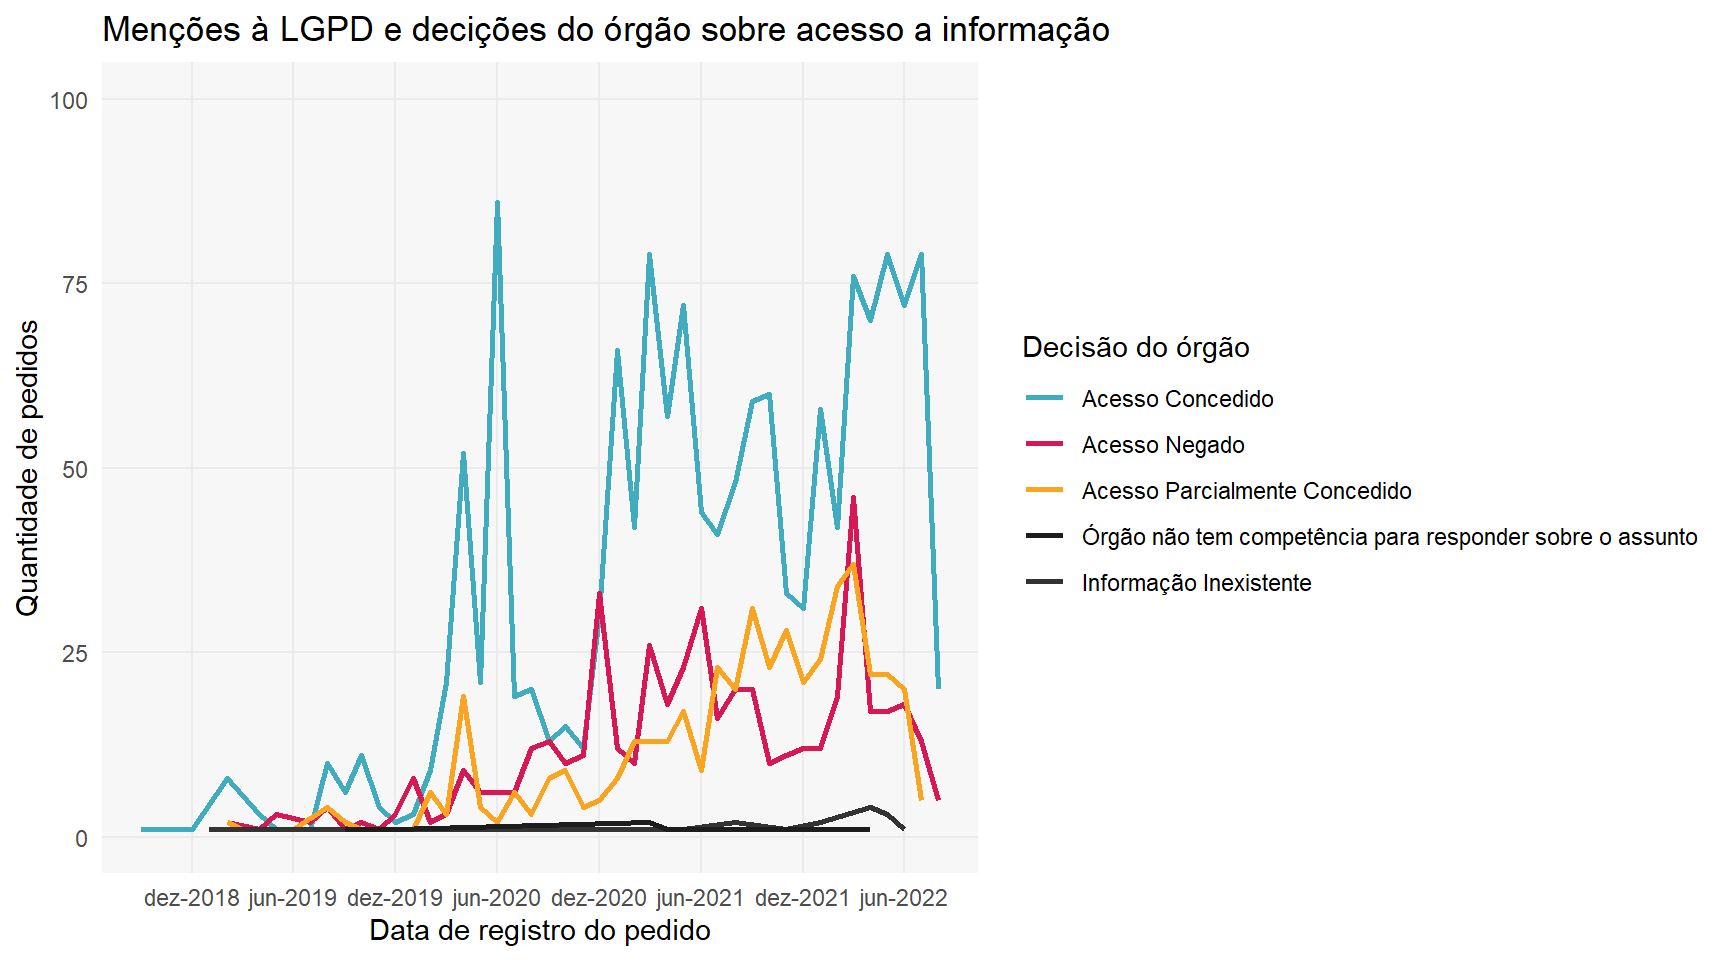 Menções à LGPD e decições do órgão sobre acesso a informação
Quantidade de pedidos
100
75
50
25
0
dez-2018 jun-2019 dez-2019 jun-2020 dez-2020 jun-2021 dez-2021 jun-2022
Data de registro do pedido
Decisão do órgão
Acesso Concedido
Acesso Negado
Acesso Parcialmente Concedido
Órgão não tem competência para responder sobre o assunto
Informação Inexistente